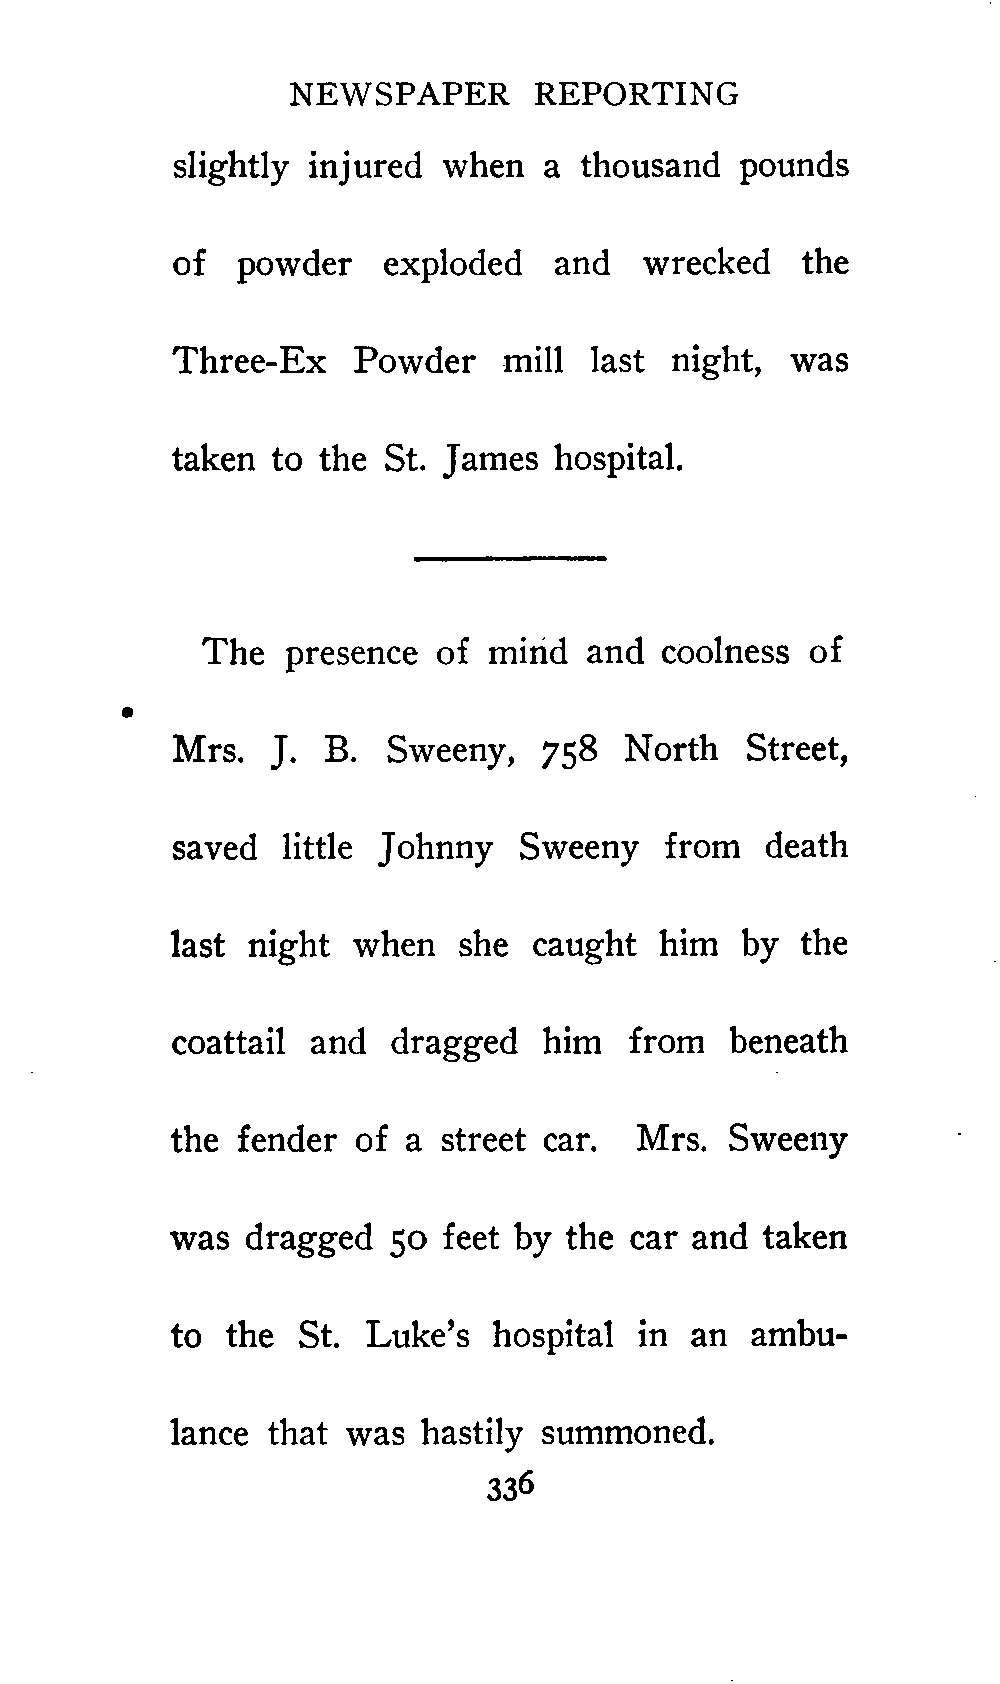 NEWSPAPER REPORTING
slightly injured when a thousand pounds
of powder exploded and wrecked the
Three-Ex Powder mill last night, was
taken to the St. James hospital.
The presence of mind and coolness of
Mrs. J. B. Sweeny, 758 North Street,
saved little Johnny Sweeny from death
last night when she caught him by the
coattail and dragged him from beneath
the fender of a street car. Mrs. Sweeny
was dragged 50 feet by the car and taken
to the St. Luke's hospital in an ambu-
lance that was hastily summoned.
336